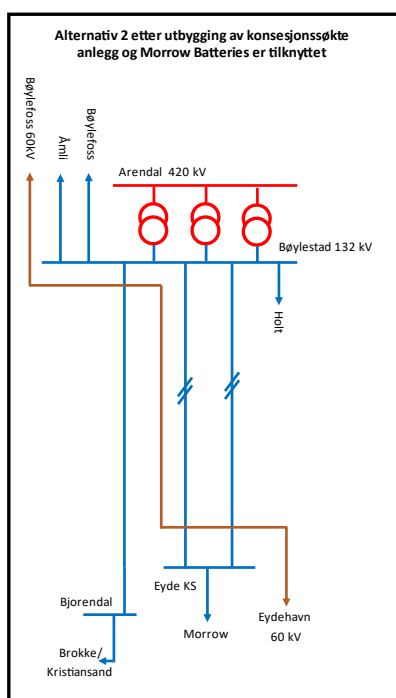 Alternativ 2 etter utbygging av konsesjonssøkte
anlegg og Morrow Batteries er tilknyttet
Bøylefoss 60kV
Åmli
Bøylefoss
Arendal 420 kV
Bøylestad 132 kV
Holt
Bjorendal
Eyde KS
Eydehavn
60 kV
Morrow
Brokke/
Kristiansand